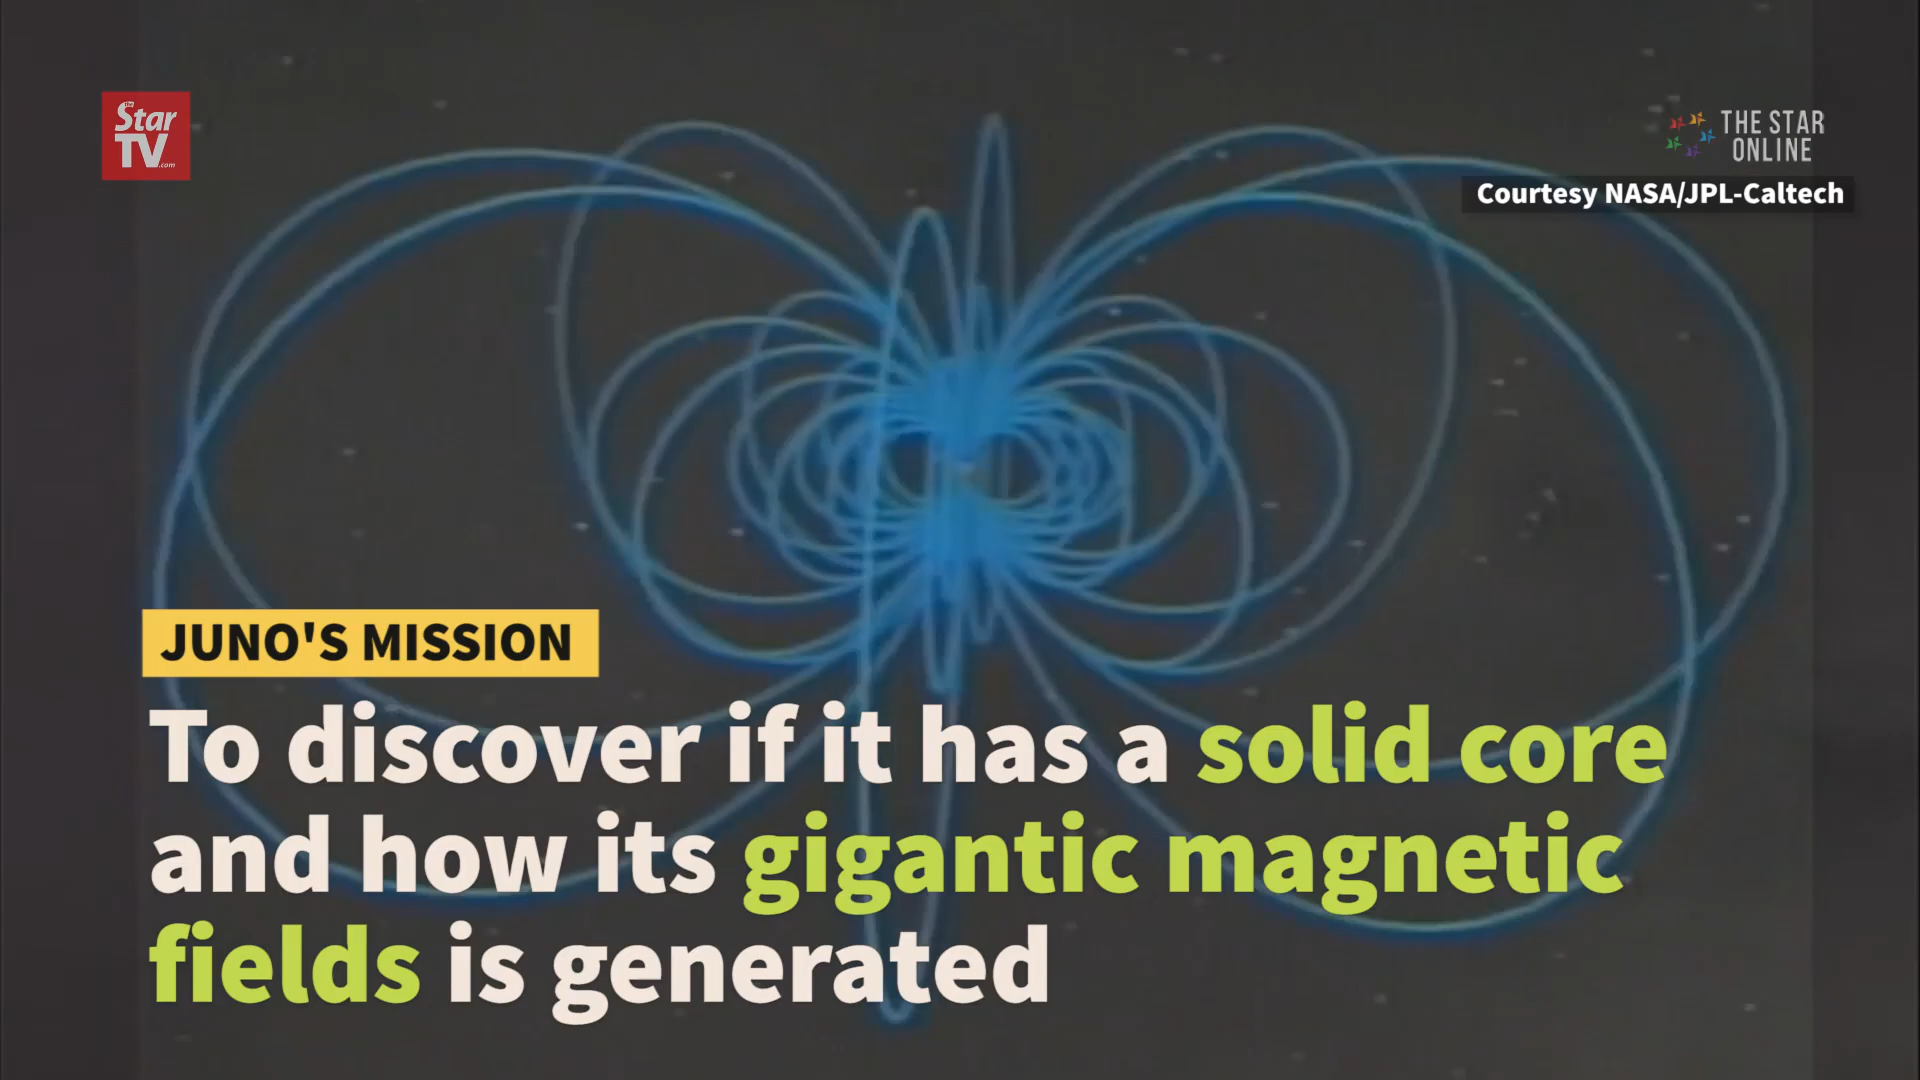 The Star
TV.com
THE STAR
ONLINE
Courtesy NASA/JPL-Caltech
JUNO'S MISSION
To discover if it has a solid core
and how its gigantic magnetic
fields is generated